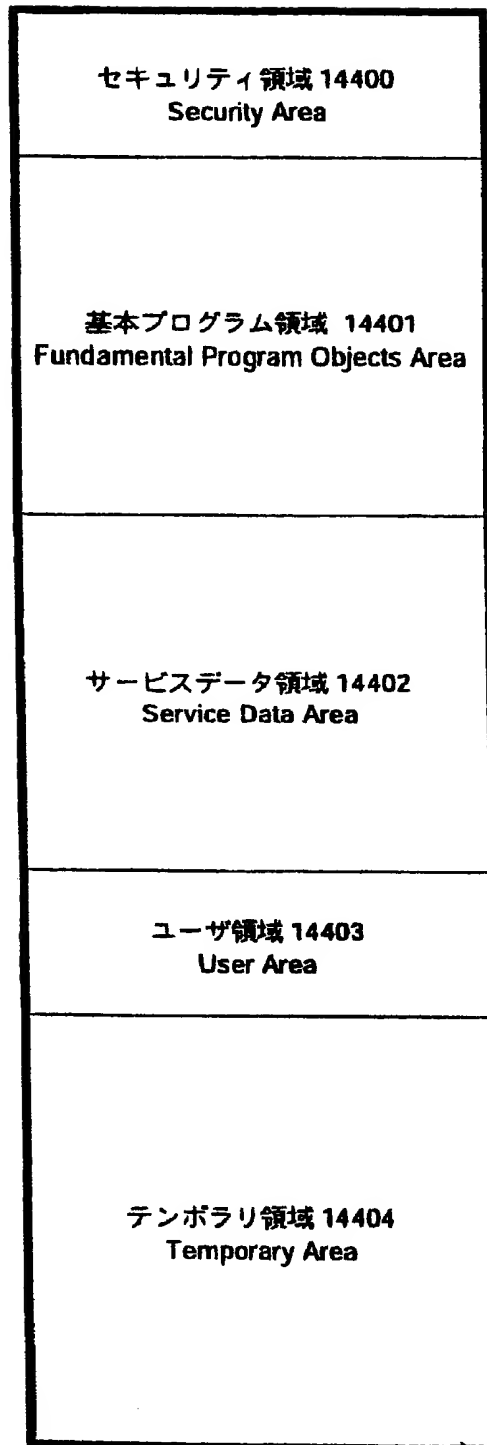 セキュリティ領域 14400
Security Area
基本プログラム領域 14401
Fundamental Program Objects Area
サービスデータ領域 14402
Service Data Area
ユーザ領域 14403
User Area
テンポラリ領域 14404
Temporary Area